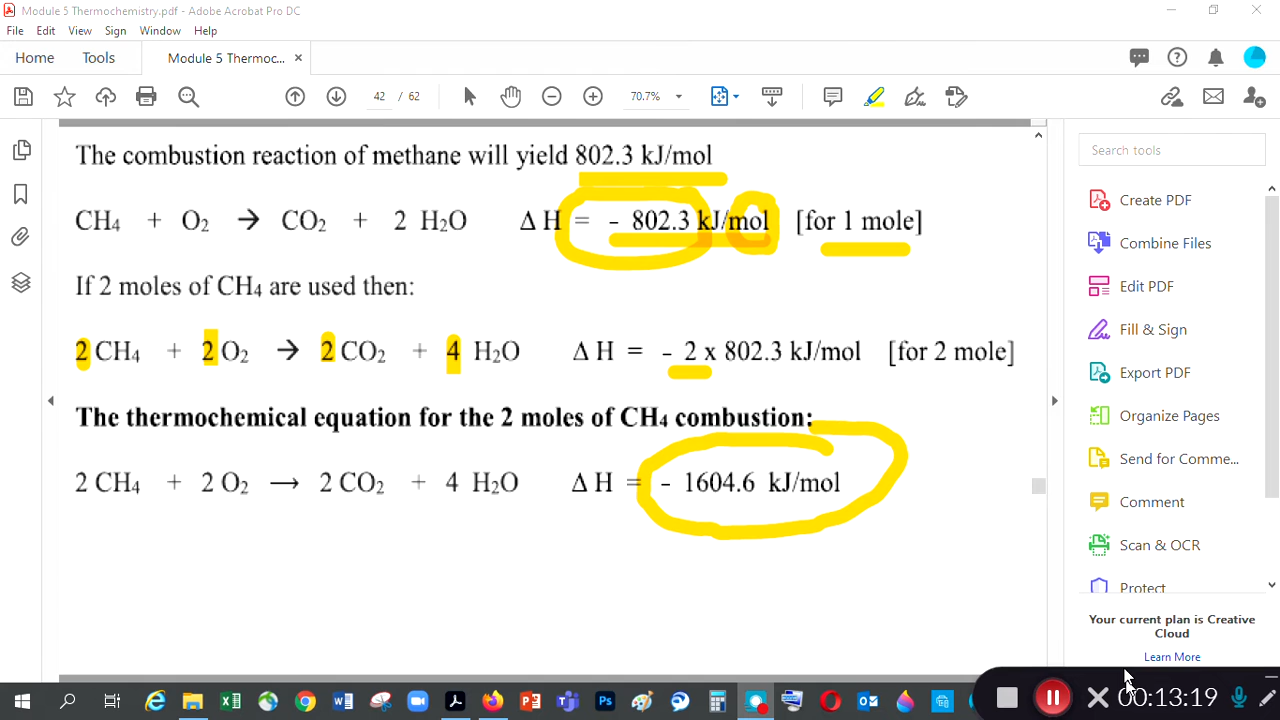 Module 5 Thermochemistry.pdf - Adobe Acrobat Pro DC
File Edit View Sign Window Help
Home Tools Module 5 Thermoc... ×
42 / 62 70.7%
The combustion reaction of methane will yield 802.3 kJ/mol
CH₄ + O₂ → CO₂ + 2 H₂O Δ H = - 802.3 kJ/mol [for 1 mole]
If 2 moles of CH₄ are used then:
2 CH₄ + 2 O₂ → 2 CO₂ + 4 H₂O Δ H = - 2 x 802.3 kJ/mol [for 2 mole]
The thermochemical equation for the 2 moles of CH₄ combustion:
2 CH₄ + 2 O₂ → 2 CO₂ + 4 H₂O Δ H = - 1604.6 kJ/mol
Search tools
Create PDF
Combine Files
Edit PDF
Fill & Sign
Export PDF
Organize Pages
Send for Comme...
Comment
Scan & OCR
Protect
Your current plan is Creative
Cloud
Learn More
00:13:19